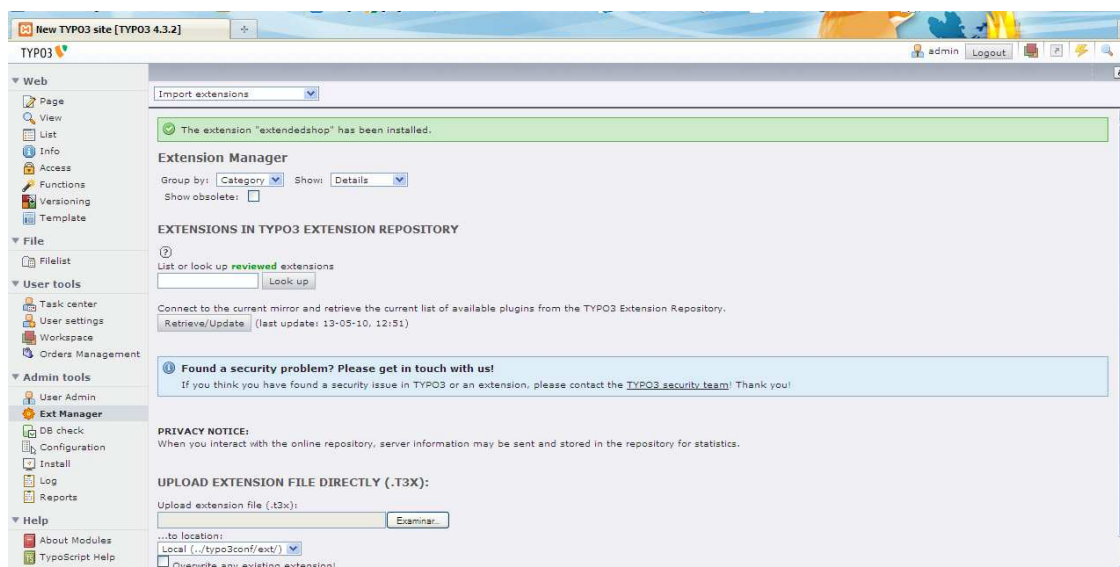 New TYPO3 site [TYPO3 4.3.2]
TYPO3
admin Logout
Web
Page
View
List
Info
Access
Functions
Versioning
Template
File
Filelist
User tools
Task center
User settings
Workspace
Orders Management
Admin tools
User Admin
Ext Manager
DB check
Configuration
Install
Log
Reports
Help
About Modules
TypoScript Help
Import extensions
The extension "extendedshop" has been installed.
Extension Manager
Group by: Category Show: Details
Show obsolete:
EXTENSIONS IN TYPO3 EXTENSION REPOSITORY
List or look up reviewed extensions
Look up
Connect to the current mirror and retrieve the current list of available plugins from the TYPO3 Extension Repository.
Retrieve/Update (last update: 13-05-10, 12:51)
Found a security problem? Please get in touch with us!
If you think you have found a security issue in TYPO3 or an extension, please contact the TYPO3 security team! Thank you!
PRIVACY NOTICE:
When you interact with the online repository, server information may be sent and stored in the repository for statistics.
UPLOAD EXTENSION FILE DIRECTLY (.T3X):
Upload extension file (.t3x):
Examinar...
...to location:
Local (../typo3conf/ext/)
Overwrite any existing extension!